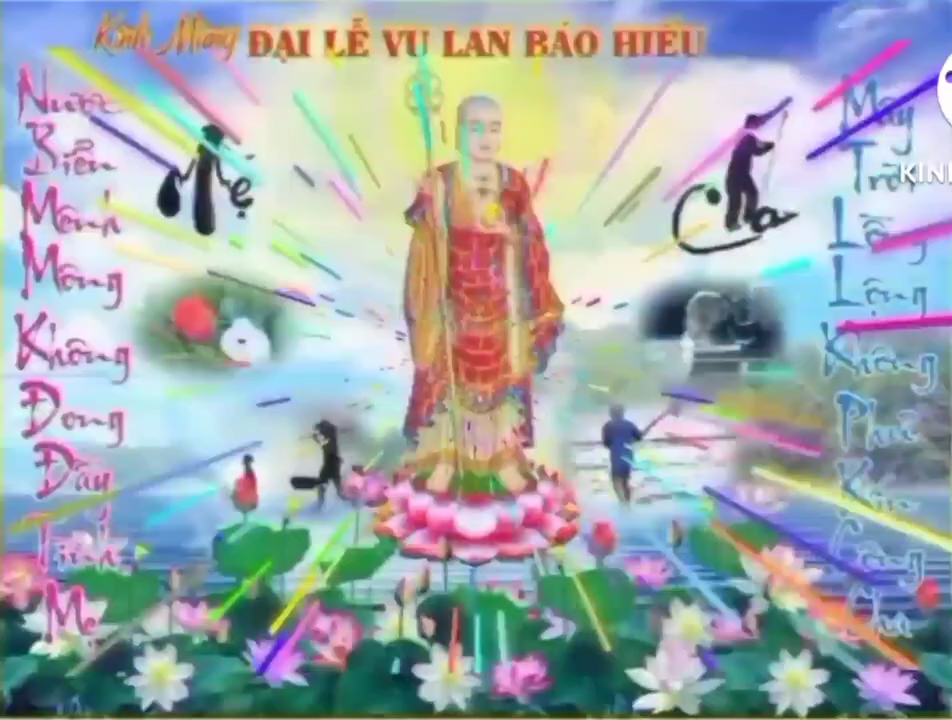 Kính Mừng
ĐẠI LỄ VU LAN BÁO HIẾU
Nước
Biển
Mênh
Mông
Không
Đong
Đầy
Tình
Mẹ
Mẹ
Cha
Mây
Trời
Lồng
Lộng
Không
Phủ
Kín
Công
Cha
KINH